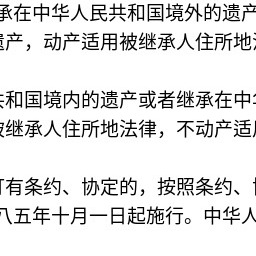 承在中华人民共和国境外的遗产
遗产，动产适用被继承人住所地
共和国境内的遗产或者继承在中
被继承人住所地法律，不动产适
订有条约、协定的，按照条约、
八五年十月一日起施行。中华人